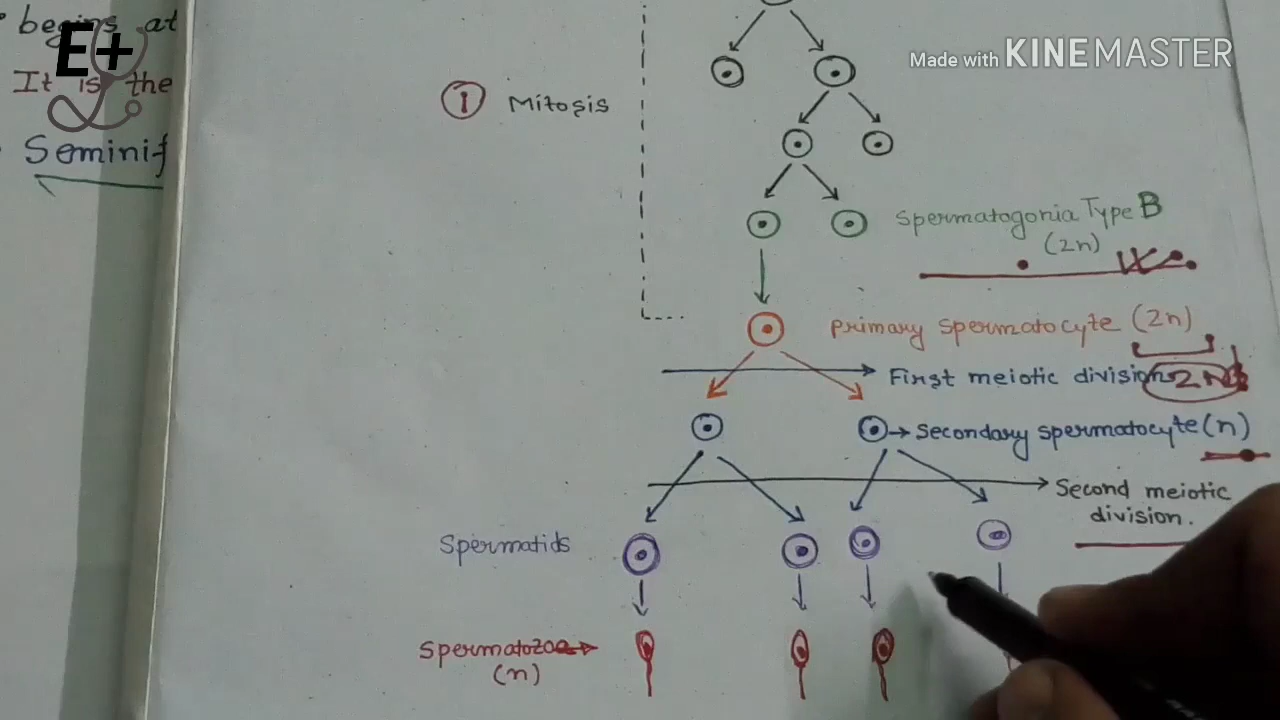 begins at
It is the
Seminif
E+
Made with KINEMASTER
1 Mitosis
Spermatogonia Type B
(2n)
Primary spermatocyte (2n)
First meiotic division
Secondary spermatocyte (n)
Second meiotic
division.
Spermatids
Spermatozoa
(n)